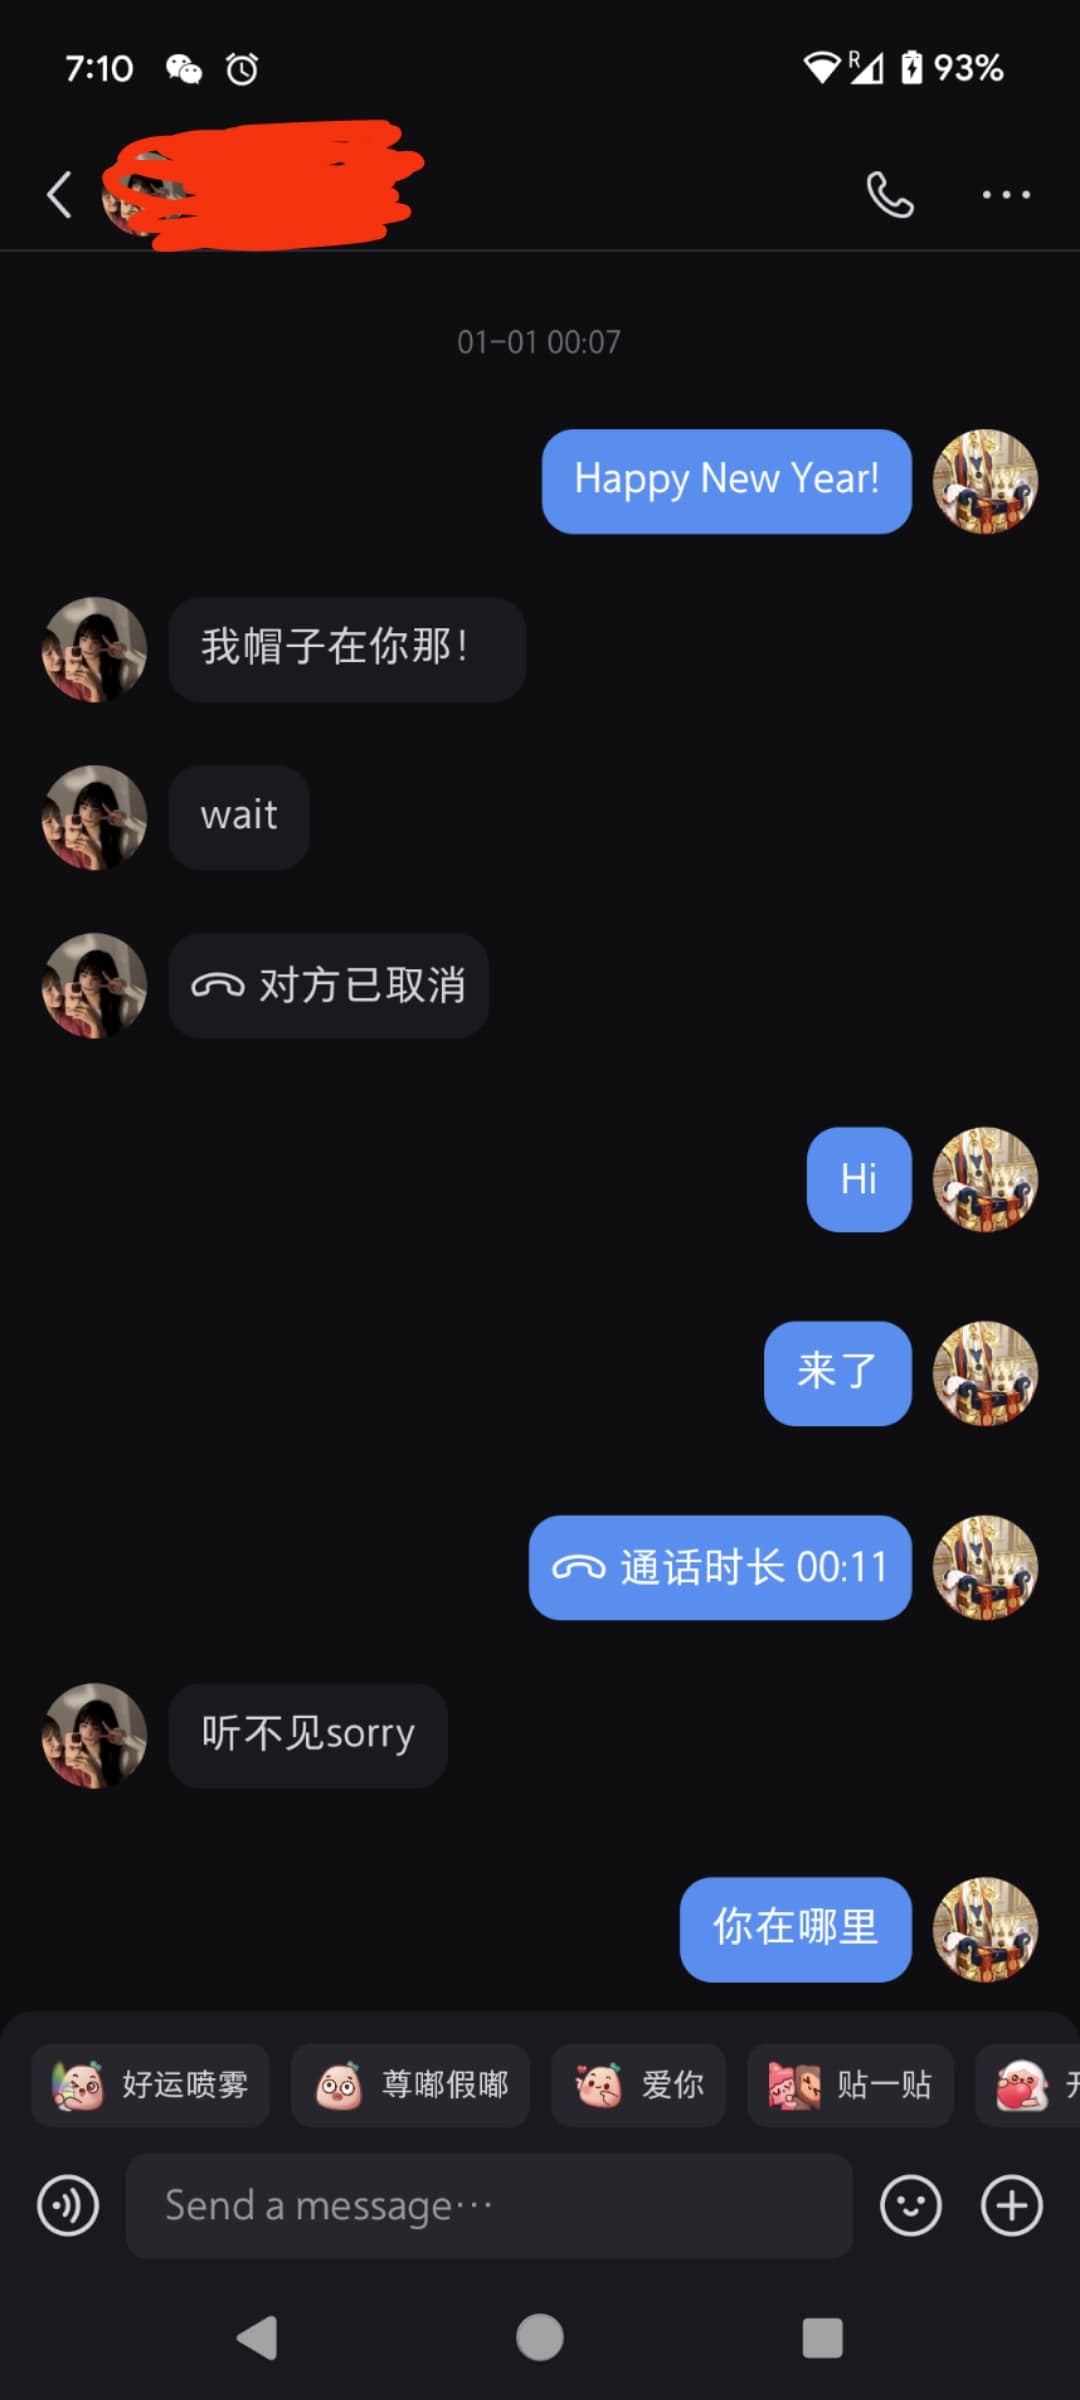 7:10
R
93%
01-01 00:07
Happy New Year!
我帽子在你那！
wait
对方已取消
Hi
来了
通话时长 00:11
听不见sorry
你在哪里
好运喷雾
尊嘟假嘟
爱你
贴一贴
Send a message…